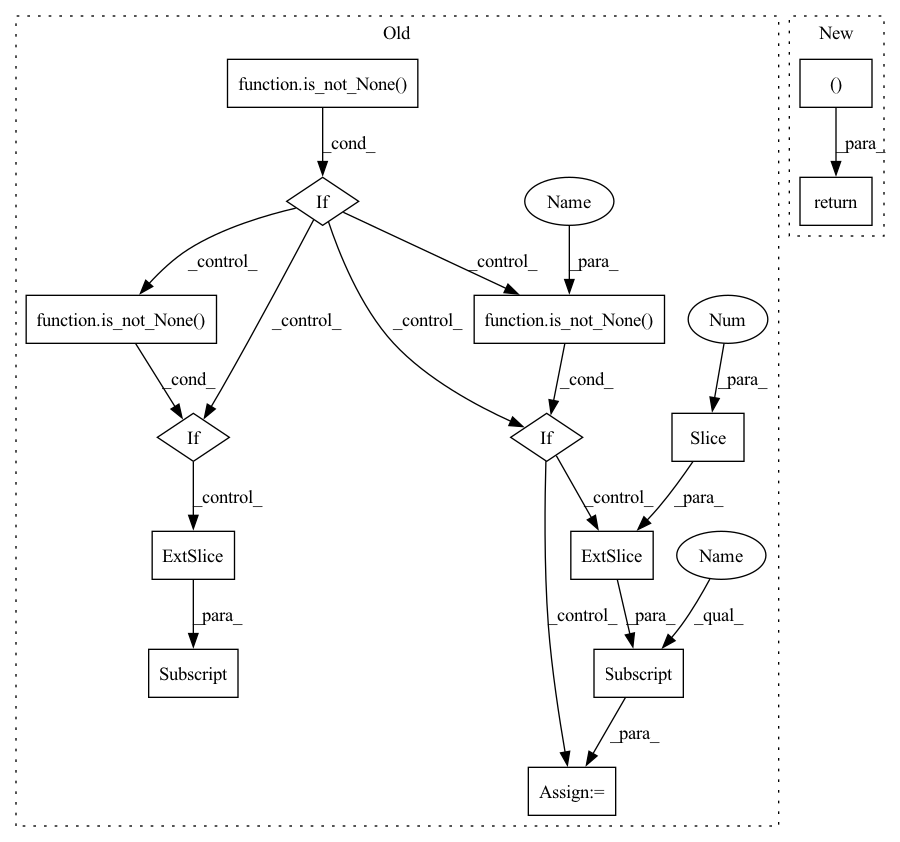 Old
New
function.is_not_None()
()
_cond_
_para_
If
Name
return
_control_
_control_
_para_
function.is_not_None()
_control_
_control_
function.is_not_None()
Num
_cond_
_cond_
_para_
If
If
Slice
_control_
_control_
_para_
ExtSlice
ExtSlice
Name
_para_
_control_
_para_
_qual_
Subscript
Subscript
_para_
Assign:=